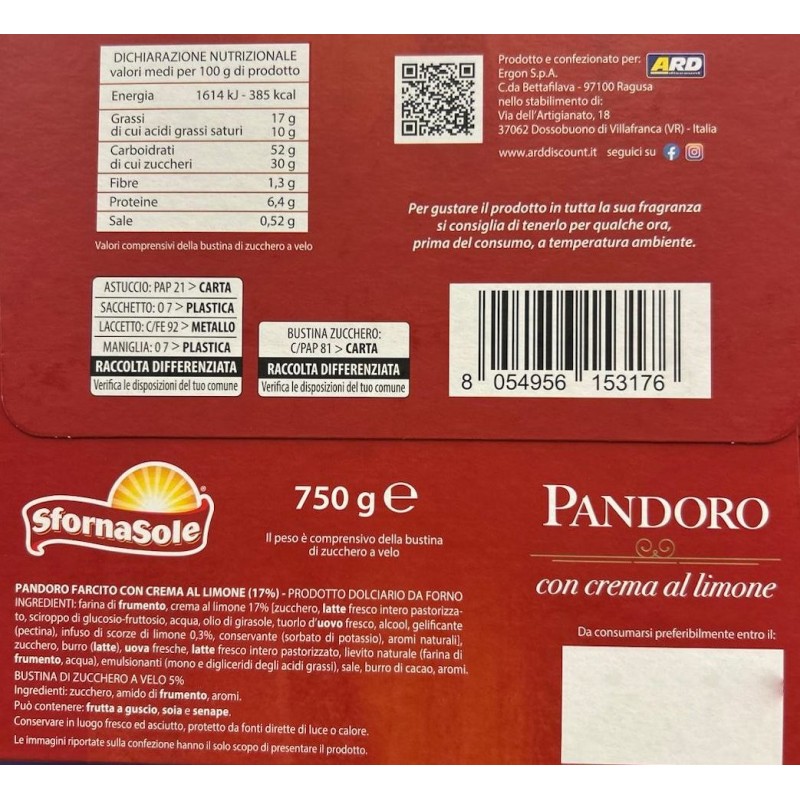 DICHIARAZIONE NUTRIZIONALE
valori medi per 100 g di prodotto
Energia 1614 kJ - 385 kcal
Grassi 17 g
di cui acidi grassi saturi 10 g
Carboidrati 52 g
di cui zuccheri 30 g
Fibre 1,3 g
Proteine 6,4 g
Sale 0,52 g
Valori comprensivi della bustina di zucchero a velo
Prodotto e confezionato per:
ARD
Ergon S.p.A.
C.da Bettafilava - 97100 Ragusa
nello stabilimento di:
Via dell'Artigianato, 18
37062 Dossobuono di Villafranca (VR) - Italia
www.arddiscount.it seguici su
Per gustare il prodotto in tutta la sua fragranza
si consiglia di tenerlo per qualche ora,
prima del consumo, a temperatura ambiente.
ASTUCCIO: PAP 21 > CARTA
SACCHETTO: 0 7 > PLASTICA
LACCETTO: C/FE 92 > METALLO
MANIGLIA: 0 7 > PLASTICA
RACCOLTA DIFFERENZIATA
Verifica le disposizioni del tuo comune
BUSTINA ZUCCHERO:
C/PAP 81 > CARTA
RACCOLTA DIFFERENZIATA
Verifica le disposizioni del tuo comune
8 054956 153176
SfornaSole
750 g e
Il peso è comprensivo della bustina
di zucchero a velo
PANDORO
con crema al limone
Da consumarsi preferibilmente entro il:
PANDORO FARCITO CON CREMA AL LIMONE (17%) - PRODOTTO DOLCIARIO DA FORNO
INGREDIENTI: farina di frumento, crema al limone 17% [zucchero, latte fresco intero pastorizza-
to, sciroppo di glucosio-fruttosio, acqua, olio di girasole, tuorlo d'uovo fresco, alcool, gelificante
(pectina), infuso di scorze di limone 0,3%, conservante (sorbato di potassio), aromi naturali],
zucchero, burro (latte), uova fresche, latte fresco intero pastorizzato, lievito naturale (farina di
frumento, acqua), emulsionanti (mono e digliceridi degli acidi grassi), sale, burro di cacao, aromi.
BUSTINA DI ZUCCHERO A VELO 5%
Ingredienti: zucchero, amido di frumento, aromi.
Può contenere: frutta a guscio, soia e senape.
Conservare in luogo fresco ed asciutto, protetto da fonti dirette di luce o calore.
Le immagini riportate sulla confezione hanno il solo scopo di presentare il prodotto.